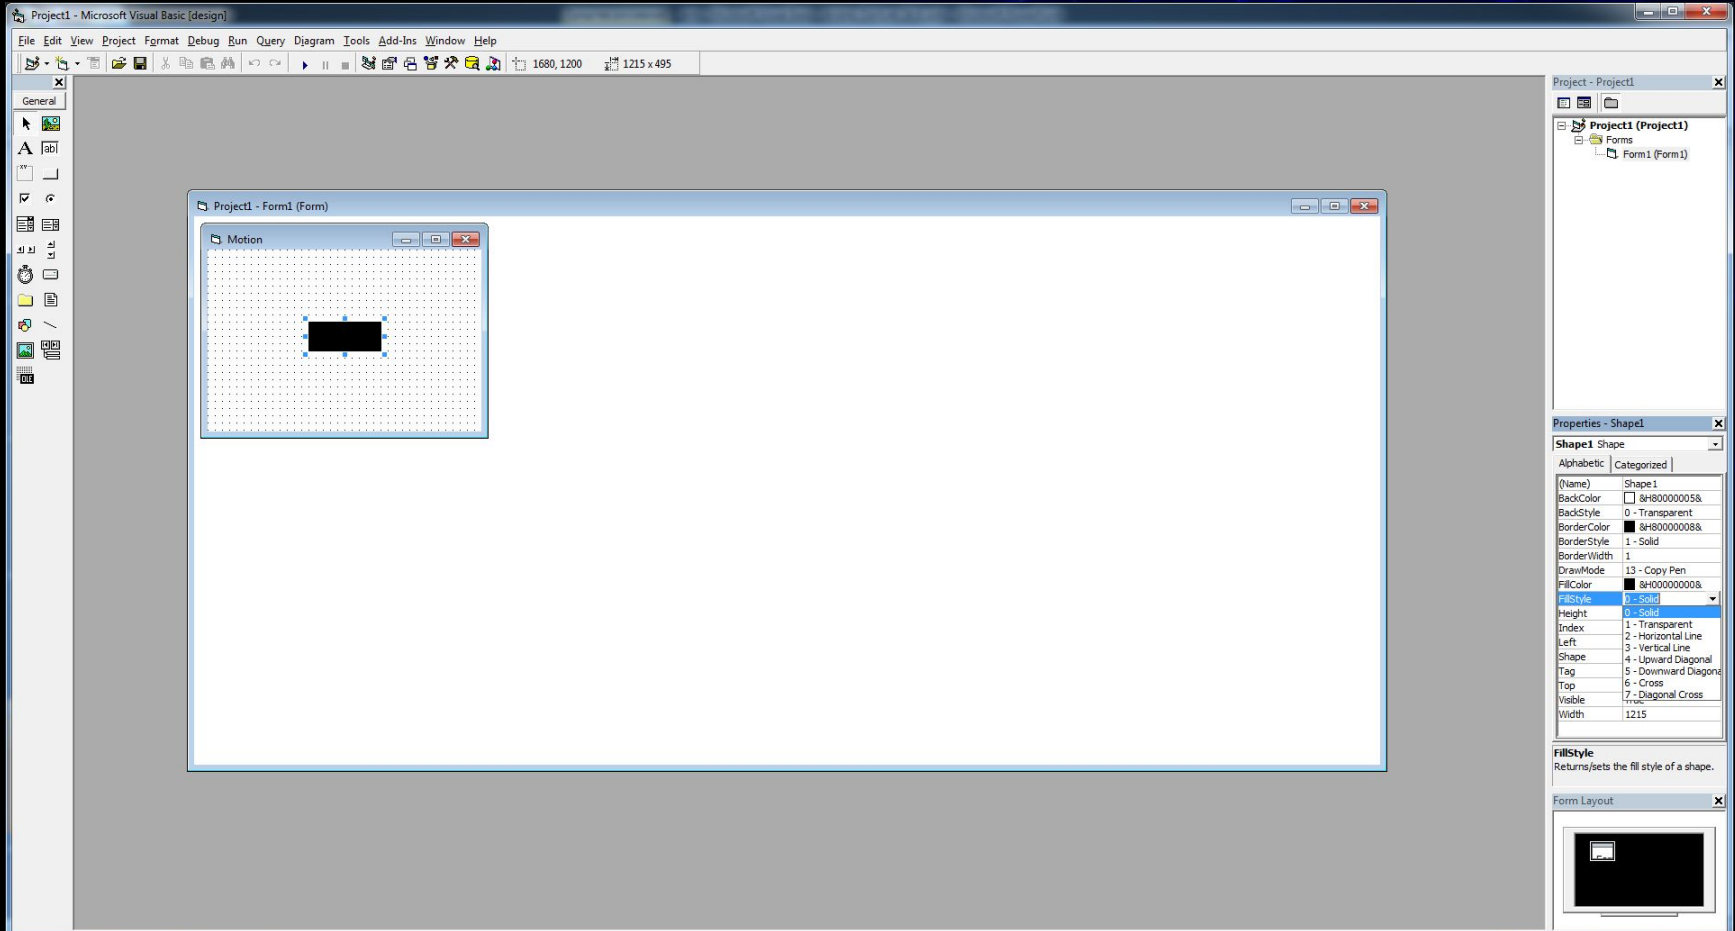 Project1 - Microsoft Visual Basic [design]
File Edit View Project Format Debug Run Query Diagram Tools Add-Ins Window Help
1680, 1200 1215 x 495
General
A ab|
OLE
Project1 - Form1 (Form)
Motion
Project - Project1
Project1 (Project1)
Forms
Form1 (Form1)
Properties - Shape1
Shape1 Shape
Alphabetic Categorized
(Name) Shape1
BackColor &H80000005&
BackStyle 0 - Transparent
BorderColor &H80000008&
BorderStyle 1 - Solid
BorderWidth 1
DrawMode 13 - Copy Pen
FillColor &H00000000&
FillStyle 0 - Solid
Height 0 - Solid
Index 1 - Transparent
2 - Horizontal Line
Left 3 - Vertical Line
Shape 4 - Upward Diagonal
Tag 5 - Downward Diagona
Top 6 - Cross
7 - Diagonal Cross
Visible
Width 1215
FillStyle
Returns/sets the fill style of a shape.
Form Layout